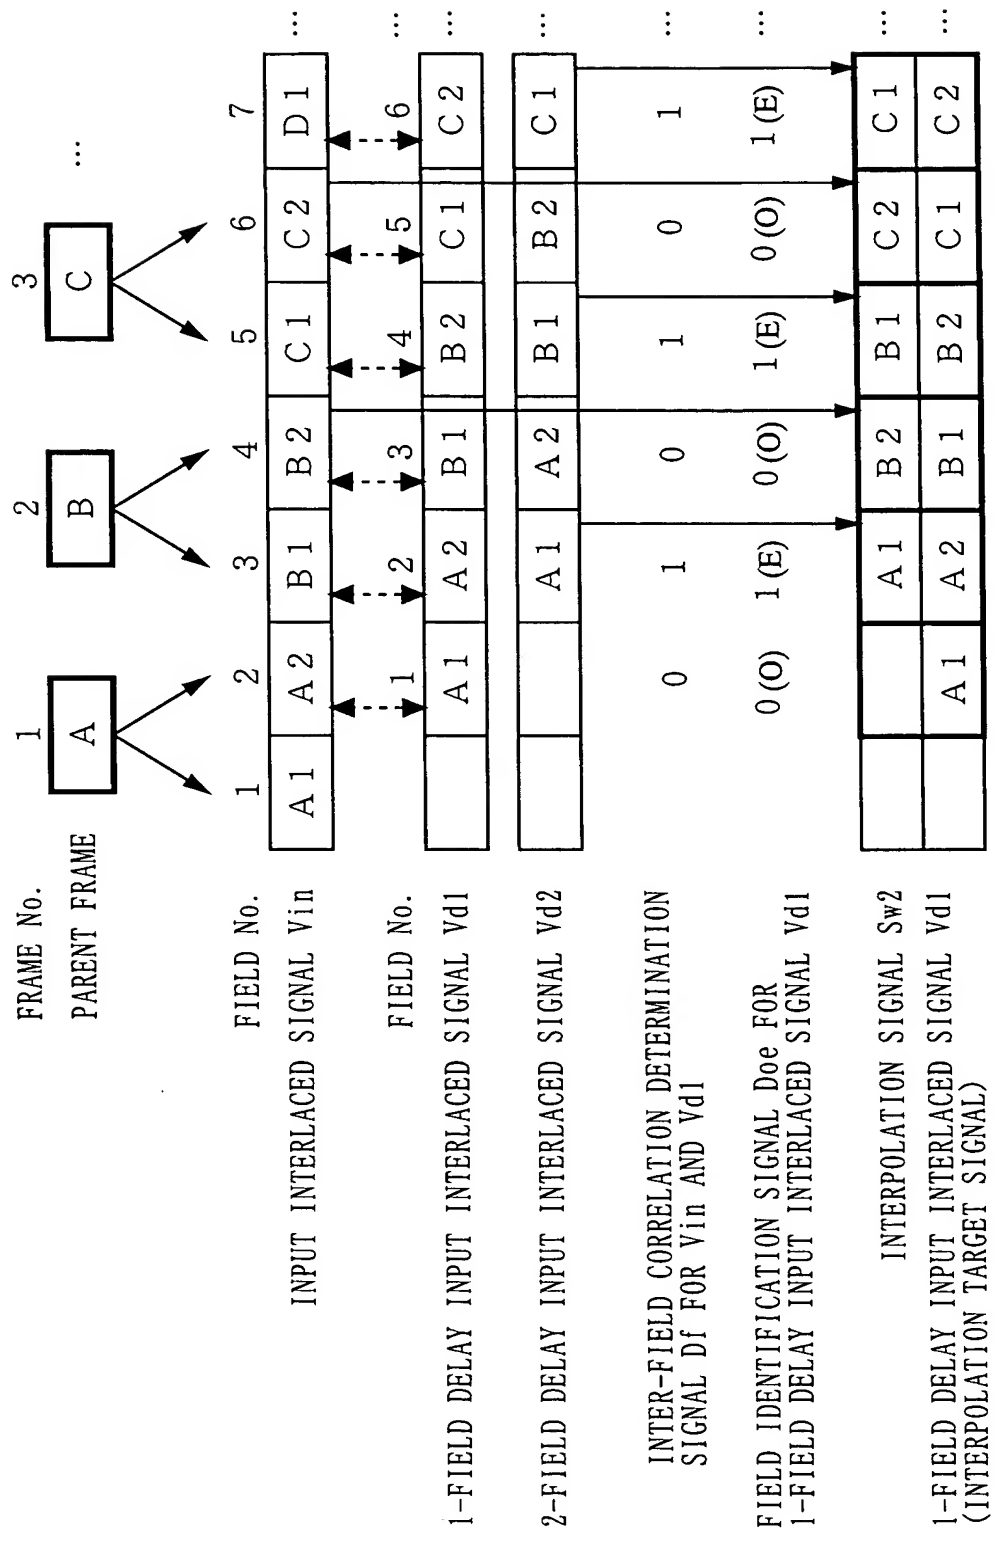 FRAME No. 1 2 3
PARENT FRAME A B C ...
FIELD No. 1 2 3 4 5 6 7
INPUT INTERLACED SIGNAL Vin A1 A2 B1 B2 C1 C2 D1 ...
FIELD No. 1 2 3 4 5 6 ...
1-FIELD DELAY INPUT INTERLACED SIGNAL Vd1 A1 A2 B1 B2 C1 C2 ...
2-FIELD DELAY INPUT INTERLACED SIGNAL Vd2 A1 A2 B1 B2 C1 ...
INTER-FIELD CORRELATION DETERMINATION
SIGNAL Df FOR Vin AND Vd1 0 1 0 1 0 1 ...
FIELD IDENTIFICATION SIGNAL Doe FOR
1-FIELD DELAY INPUT INTERLACED SIGNAL Vd1 0(O) 1(E) 0(O) 1(E) 0(O) 1(E) ...
INTERPOLATION SIGNAL Sw2 A1 B2 B1 C2 C1 ...
1-FIELD DELAY INPUT INTERLACED SIGNAL Vd1 A1 A2 B1 B2 C1 C2 ...
(INTERPOLATION TARGET SIGNAL)